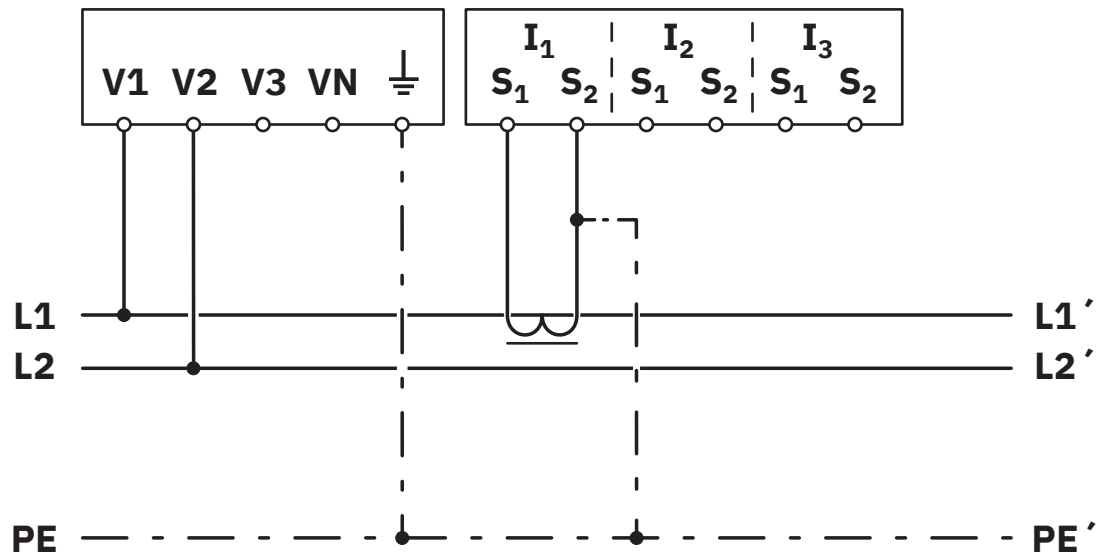 V1 V2 V3 VN
I₁ I₂ I₃
S₁ S₂ S₁ S₂ S₁ S₂
L1 L1´
L2 L2´
PE PE´